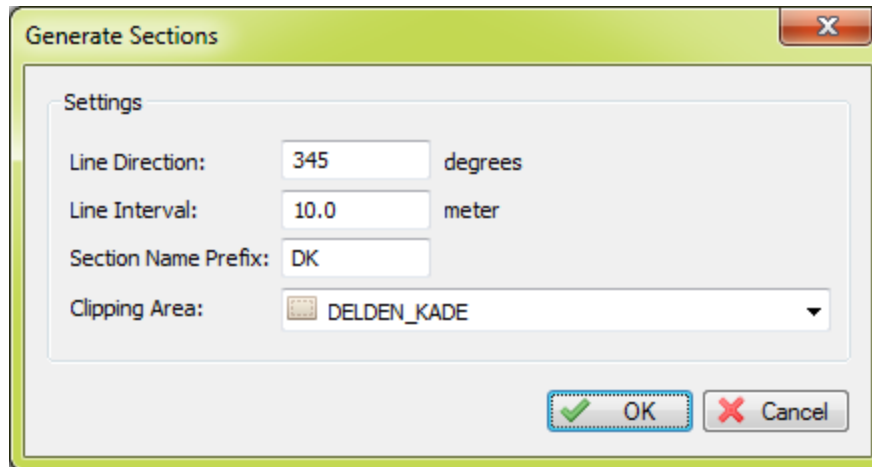 Generate Sections
Settings
Line Direction: 345 degrees
Line Interval: 10.0 meter
Section Name Prefix: DK
Clipping Area: DELDEN_KADE
OK Cancel